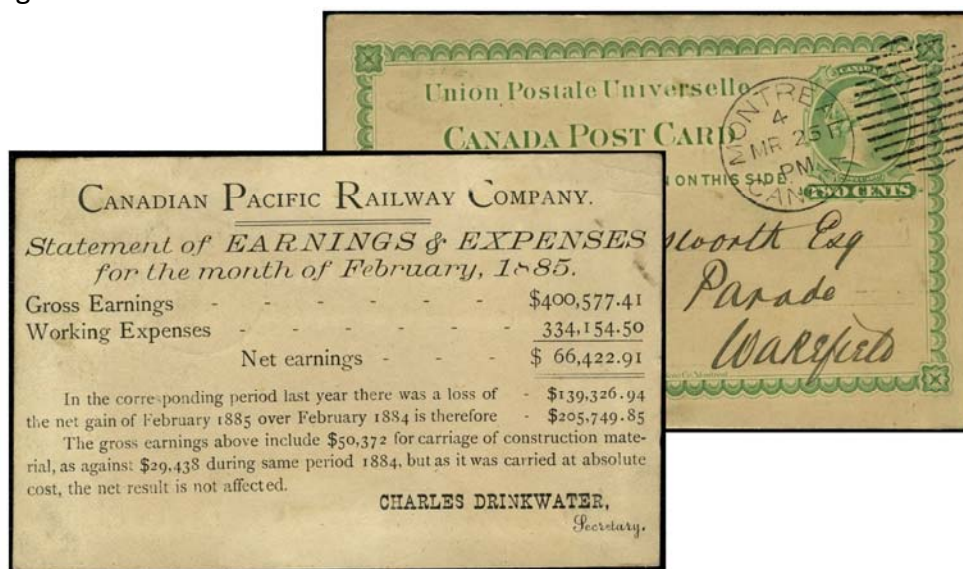 Union Postale Universelle
CANADA POST CARD
N ON THIS SIDE
CANADA
TWO CENTS
MONTREA
4
MR 25
PM
CAN
Esq
Parade
Wakefield
CANADIAN PACIFIC RAILWAY COMPANY.
Statement of EARNINGS & EXPENSES
for the month of February, 1885.
Gross Earnings - - - - - - $400,577.41
Working Expenses - - - - - - 334,154.50
Net earnings - - - $ 66,422.91
In the corresponding period last year there was a loss of - $139,326.94
the net gain of February 1885 over February 1884 is therefore - $205,749.85
The gross earnings above include $50,372 for carriage of construction mate-
rial, as against $29,438 during same period 1884, but as it was carried at absolute
cost, the net result is not affected.
CHARLES DRINKWATER,
Secretary.